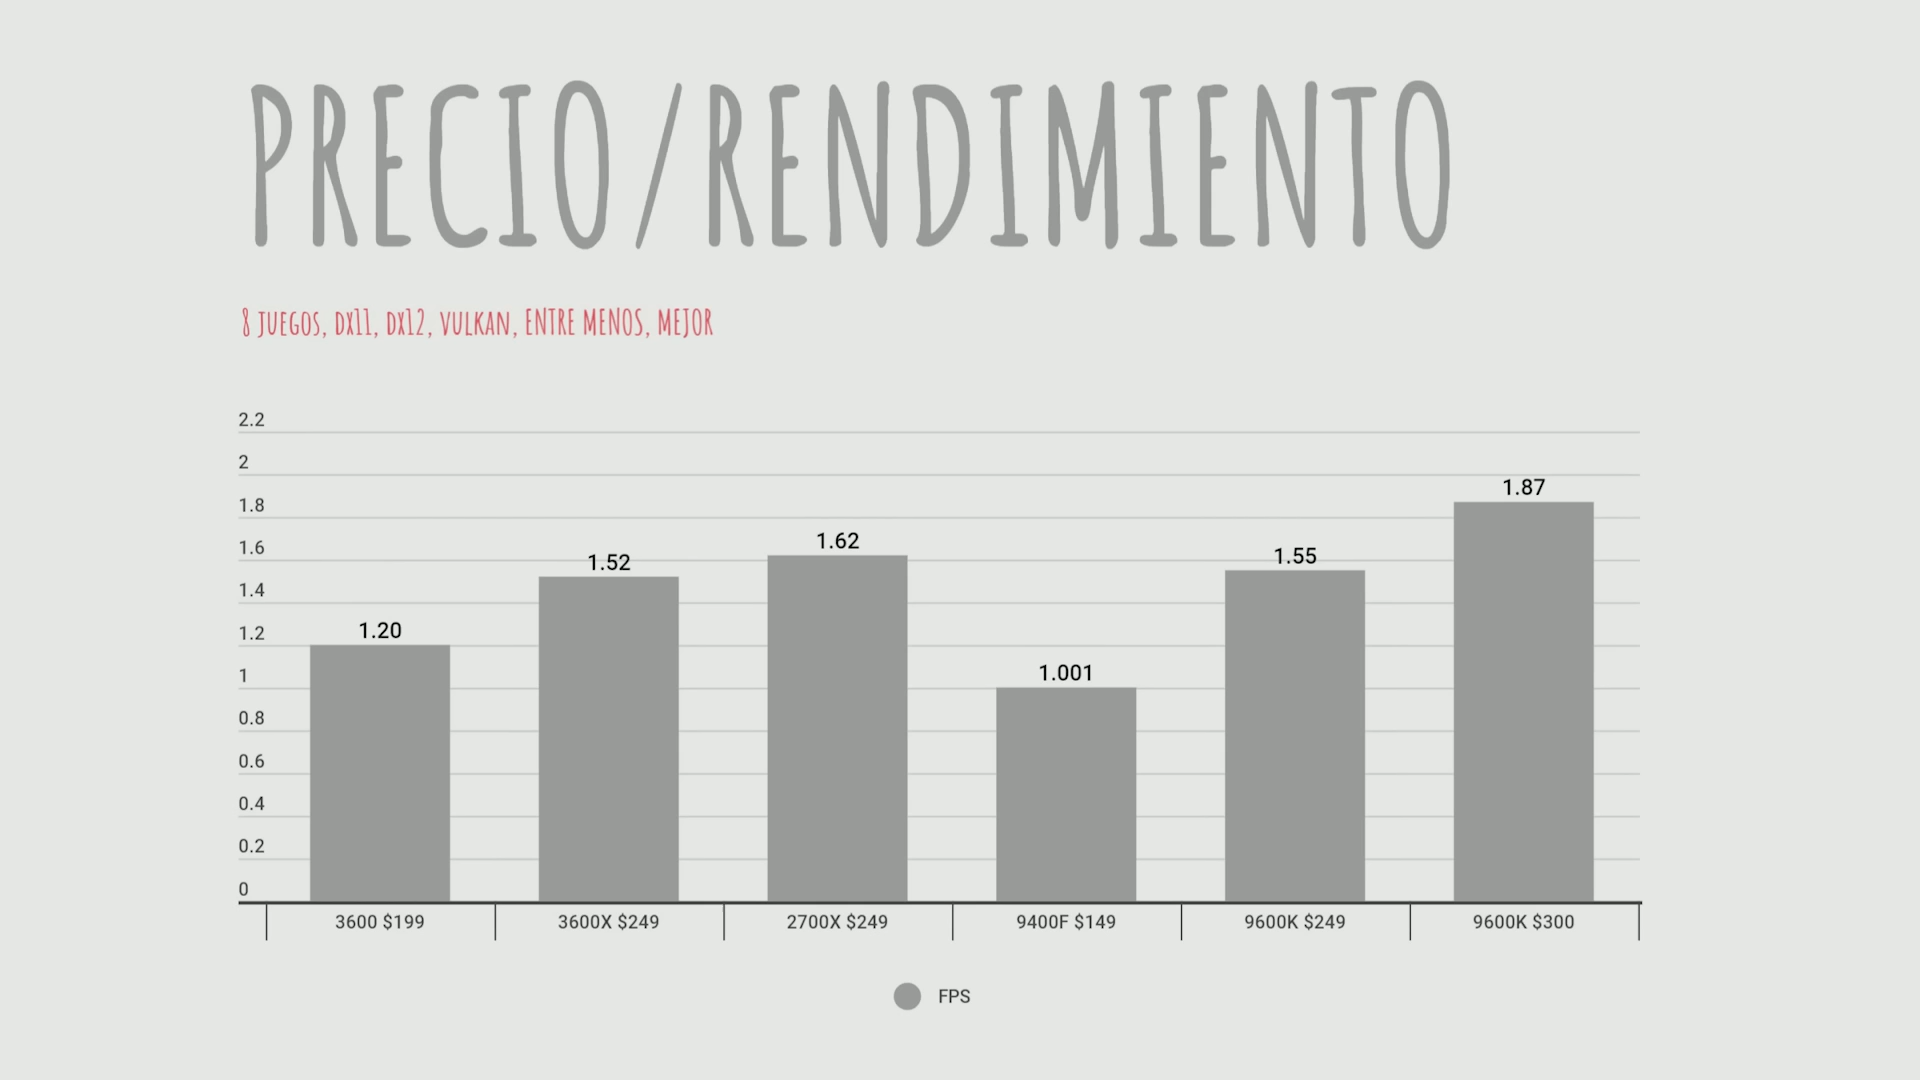 PRECIO/RENDIMIENTO
8 JUEGOS, DX11, DX12, VULKAN, ENTRE MENOS, MEJOR
2.2
2
1.8
1.6
1.4
1.2
1
0.8
0.6
0.4
0.2
0
1.20
1.52
1.62
1.001
1.55
1.87
3600 $199
3600X $249
2700X $249
9400F $149
9600K $249
9600K $300
FPS